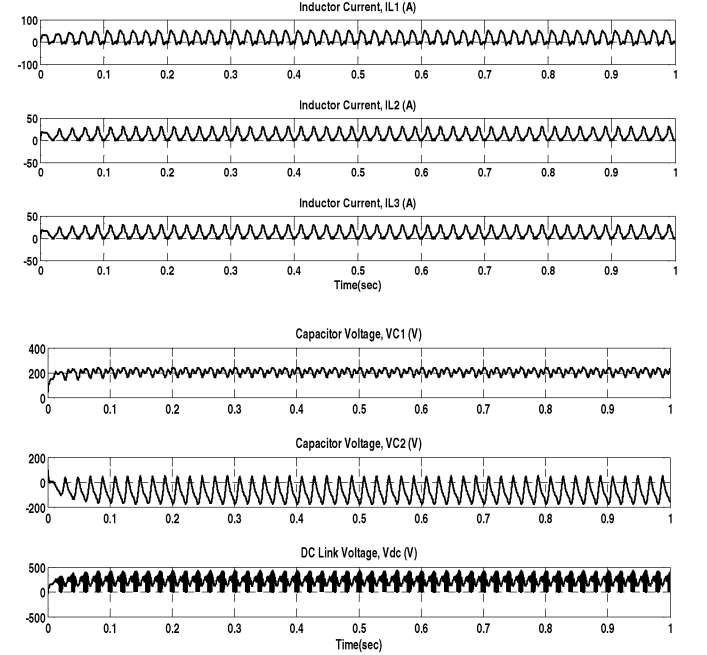 Inductor Current, IL1 (A)
100
0
-100
0 0.1 0.2 0.3 0.4 0.5 0.6 0.7 0.8 0.9 1
Inductor Current, IL2 (A)
50
0
-50
0 0.1 0.2 0.3 0.4 0.5 0.6 0.7 0.8 0.9 1
Inductor Current, IL3 (A)
50
0
-50
0 0.1 0.2 0.3 0.4 0.5 0.6 0.7 0.8 0.9 1
Time(sec)
Capacitor Voltage, VC1 (V)
400
200
0
0 0.1 0.2 0.3 0.4 0.5 0.6 0.7 0.8 0.9 1
Capacitor Voltage, VC2 (V)
200
0
-200
0 0.1 0.2 0.3 0.4 0.5 0.6 0.7 0.8 0.9 1
DC Link Voltage, Vdc (V)
500
0
-500
0 0.1 0.2 0.3 0.4 0.5 0.6 0.7 0.8 0.9 1
Time(sec)